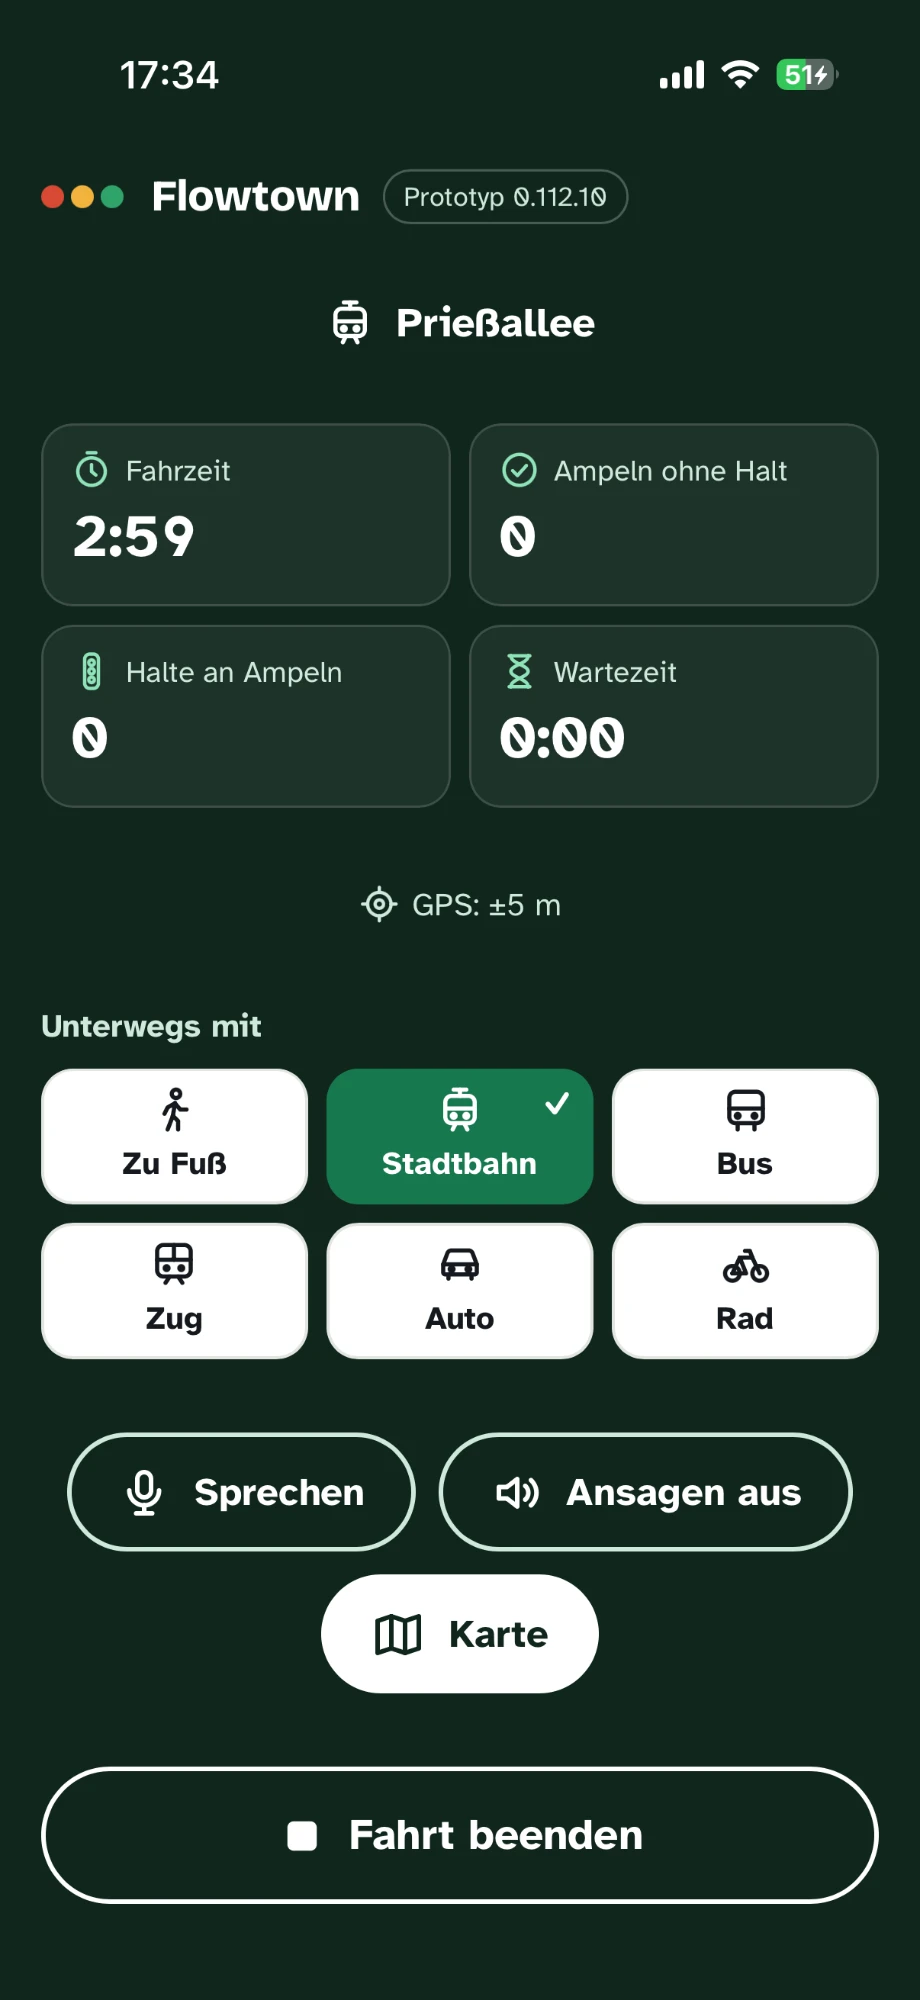 17:34
51
Flowtown
Prototyp 0.112.10
Prießallee
Fahrzeit
2:59
Ampeln ohne Halt
0
Halte an Ampeln
0
Wartezeit
0:00
GPS: ±5 m
Unterwegs mit
Zu Fuß
Stadtbahn
Bus
Zug
Auto
Rad
Sprechen
Ansagen aus
Karte
Fahrt beenden